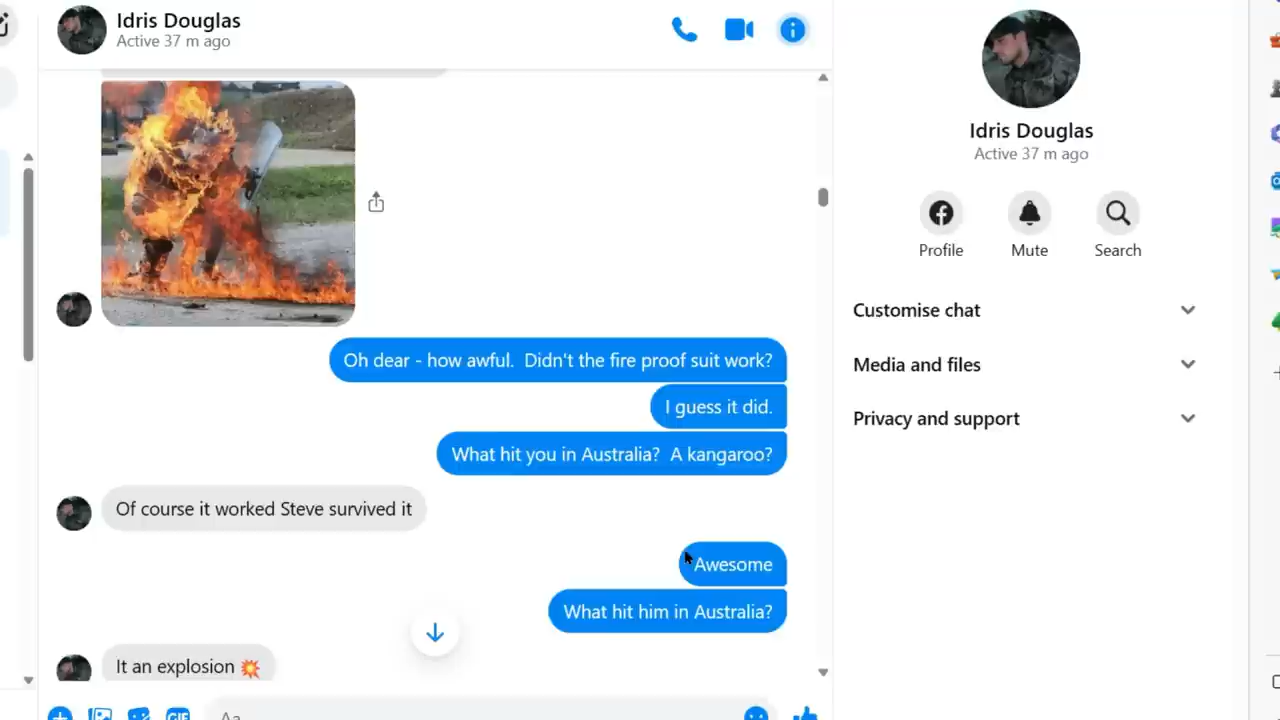 Idris Douglas
Active 37 m ago
Oh dear - how awful.  Didn't the fire proof suit work?
I guess it did.
What hit you in Australia?  A kangaroo?
Of course it worked Steve survived it
Awesome
What hit him in Australia?
It an explosion 💥
GIF
Aa
Idris Douglas
Active 37 m ago
Profile
Mute
Search
Customise chat
Media and files
Privacy and support